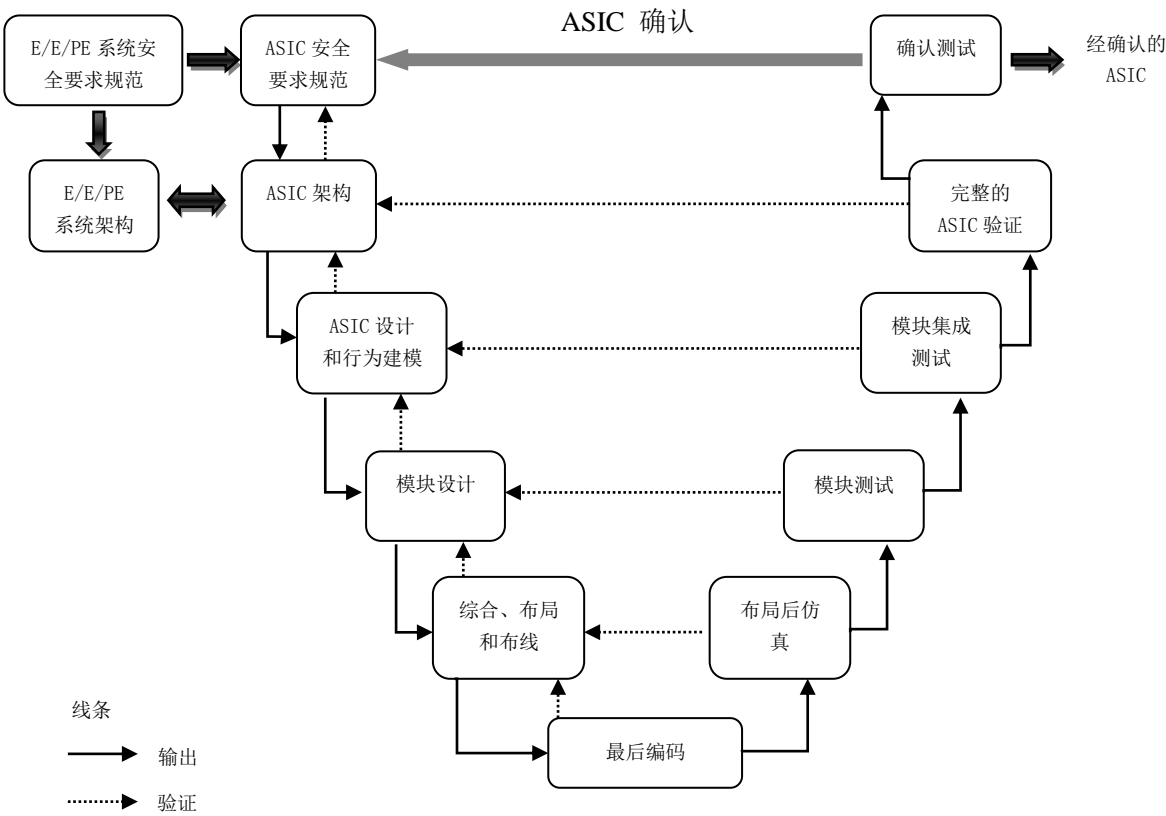 ASIC 确认
E/E/PE 系统安
全要求规范
ASIC 安全
要求规范
确认测试
经确认的
ASIC
E/E/PE
系统架构
ASIC 架构
完整的
ASIC 验证
ASIC 设计
和行为建模
模块集成
测试
模块设计
模块测试
综合、布局
和布线
布局后仿
真
最后编码
线条
输出
验证